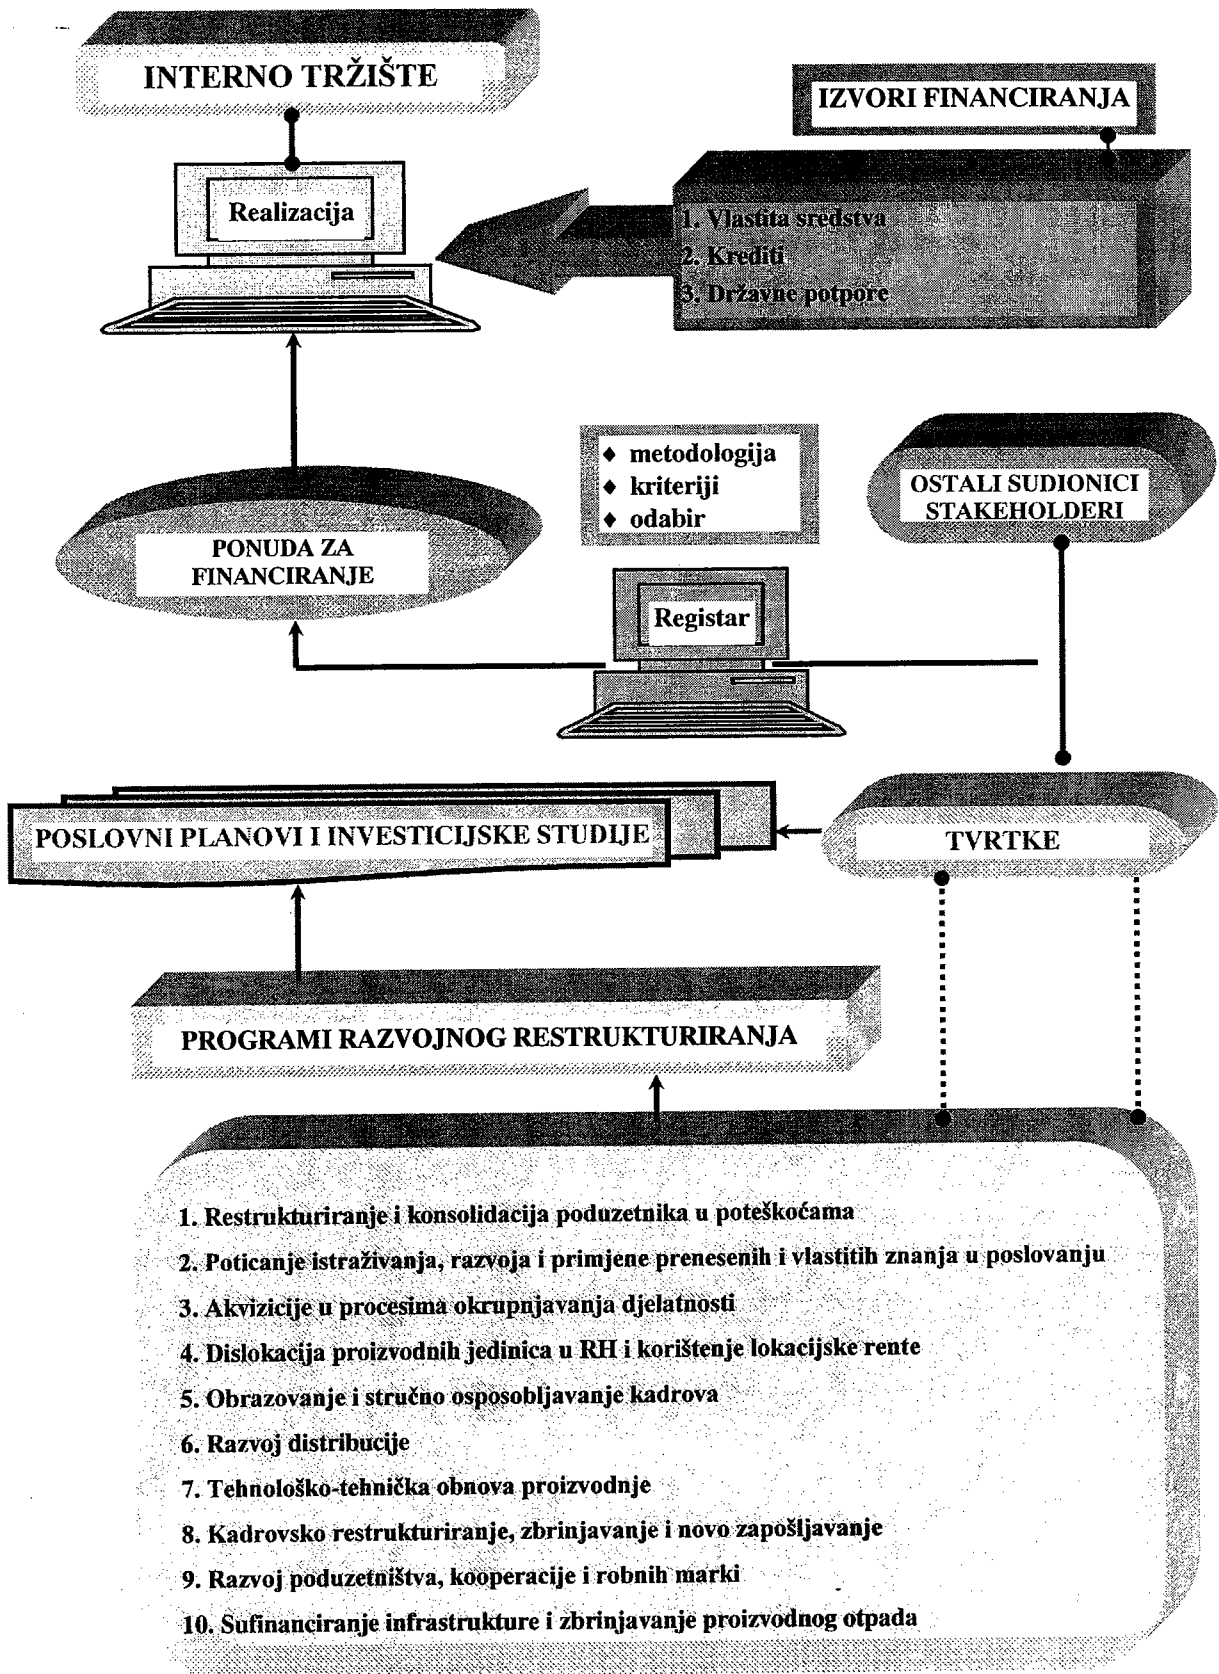 INTERNO TRŽIŠTE
IZVORI FINANCIRANJA
Realizacija
1. Vlastita sredstva
2. Krediti
3. Državne potpore
♦ metodologija
♦ kriteriji
♦ odabir
OSTALI SUDIONICI
STAKEHOLDERI
PONUDA ZA
FINANCIRANJE
Registar
POSLOVNI PLANOVI I INVESTICIJSKE STUDIJE
TVRTKE
PROGRAMI RAZVOJNOG RESTRUKTURIRANJA
1. Restrukturiranje i konsolidacija poduzetnika u poteškoćama
2. Poticanje istraživanja, razvoja i primjene prenesenih i vlastitih znanja u poslovanju
3. Akvizicije u procesima okrupnjavanja djelatnosti
4. Dislokacija proizvodnih jedinica u RH i korištenje lokacijske rente
5. Obrazovanje i stručno osposobljavanje kadrova
6. Razvoj distribucije
7. Tehnološko-tehnička obnova proizvodnje
8. Kadrovsko restrukturiranje, zbrinjavanje i novo zapošljavanje
9. Razvoj poduzetništva, kooperacije i robnih marki
10. Sufinanciranje infrastrukture i zbrinjavanje proizvodnog otpada